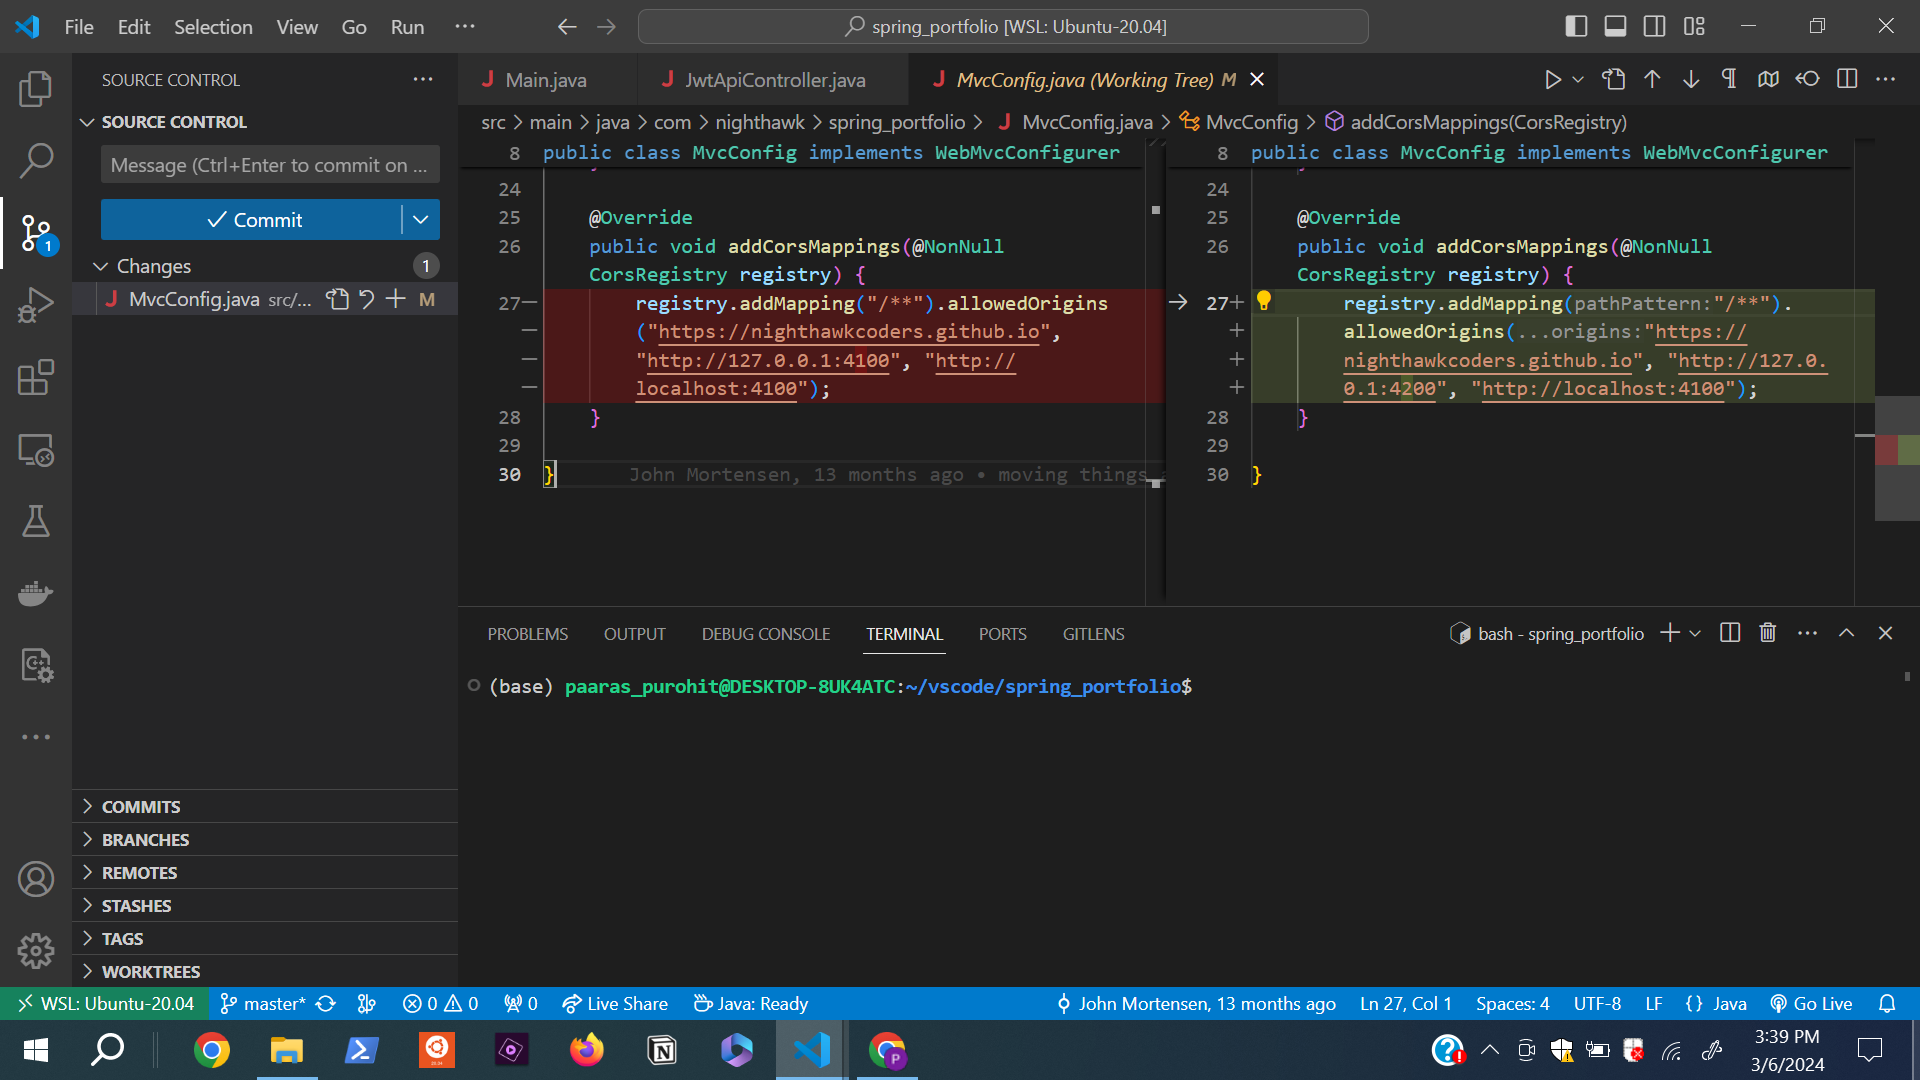 File Edit Selection View Go Run ··· spring_portfolio [WSL: Ubuntu-20.04]
SOURCE CONTROL ···
Main.java JwtApiController.java MvcConfig.java (Working Tree) M
SOURCE CONTROL
src > main > java > com > nighthawk > spring_portfolio > MvcConfig.java > MvcConfig > addCorsMappings(CorsRegistry)
Message (Ctrl+Enter to commit on ...
Commit
Changes 1
MvcConfig.java src/... M
8 public class MvcConfig implements WebMvcConfigurer
24
25 @Override
26 public void addCorsMappings(@NonNull
CorsRegistry registry) {
27− registry.addMapping("/**").allowedOrigins
− ("https://nighthawkcoders.github.io",
− "http://127.0.0.1:4100", "http://
− localhost:4100");
28 }
29
30 } John Mortensen, 13 months ago • moving things
8 public class MvcConfig implements WebMvcConfigurer
24
25 @Override
26 public void addCorsMappings(@NonNull
CorsRegistry registry) {
27+ registry.addMapping(pathPattern:"/**").
+ allowedOrigins(...origins:"https://
+ nighthawkcoders.github.io", "http://127.0.
+ 0.1:4200", "http://localhost:4100");
28 }
29
30 }
PROBLEMS OUTPUT DEBUG CONSOLE TERMINAL PORTS GITLENS bash - spring_portfolio
(base) paaras_purohit@DESKTOP-8UK4ATC:~/vscode/spring_portfolio$
1
COMMITS
BRANCHES
REMOTES
STASHES
TAGS
WORKTREES
WSL: Ubuntu-20.04 master* 0 0 0 Live Share Java: Ready John Mortensen, 13 months ago Ln 27, Col 1 Spaces: 4 UTF-8 LF {} Java Go Live
3:39 PM
3/6/2024